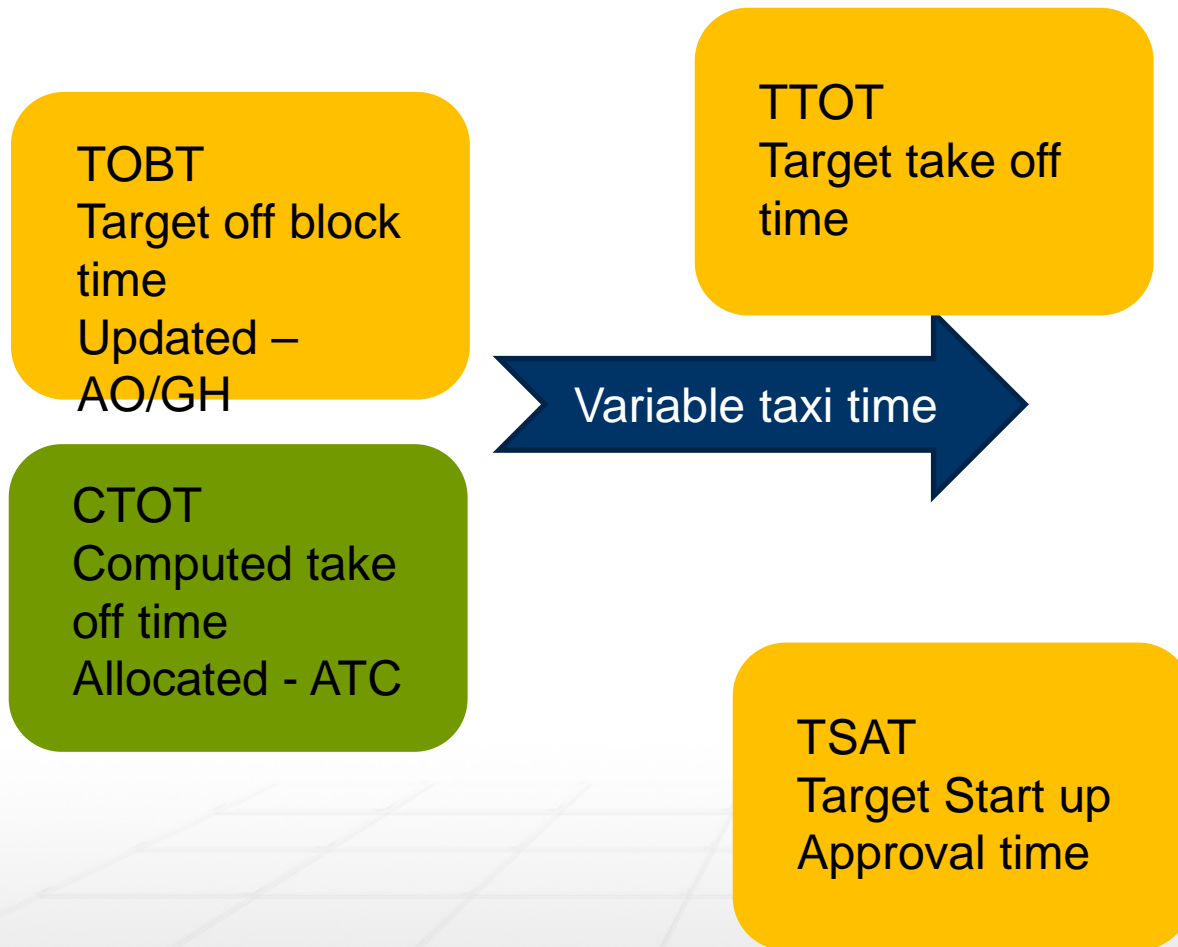 TOBT
Target off block
time
Updated –
AO/GH
CTOT
Computed take
off time
Allocated - ATC
Variable taxi time
TTOT
Target take off
time
TSAT
Target Start up
Approval time